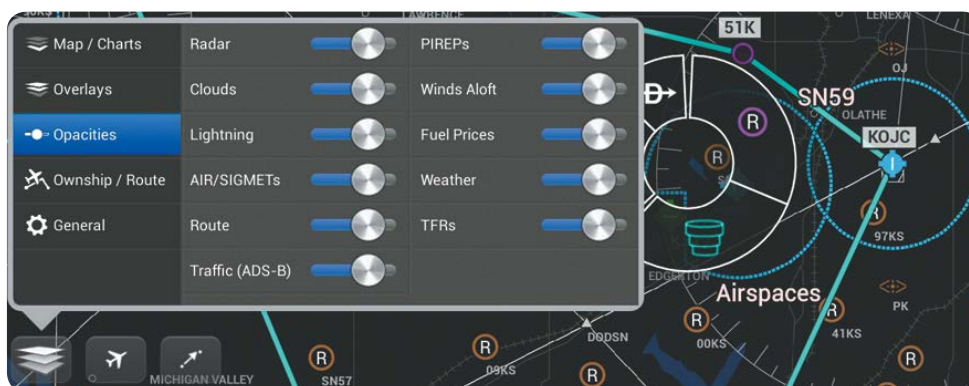 LAWRENCE
LENEXA
Map / Charts
Radar
PIREPs
51K
OJ
Overlays
Clouds
Winds Aloft
D
SN59
R
OLATHE
Opacities
Lightning
Fuel Prices
KOJC
I
R
Ownship / Route
AIR/SIGMETs
Weather
General
Route
TFRs
R
97KS
Traffic (ADS-B)
EDGERTON
Airspaces
PK
R
41KS
R
00KS
DODSN
R
MICHIGAN VALLEY
SN57
R
09KS
R
R